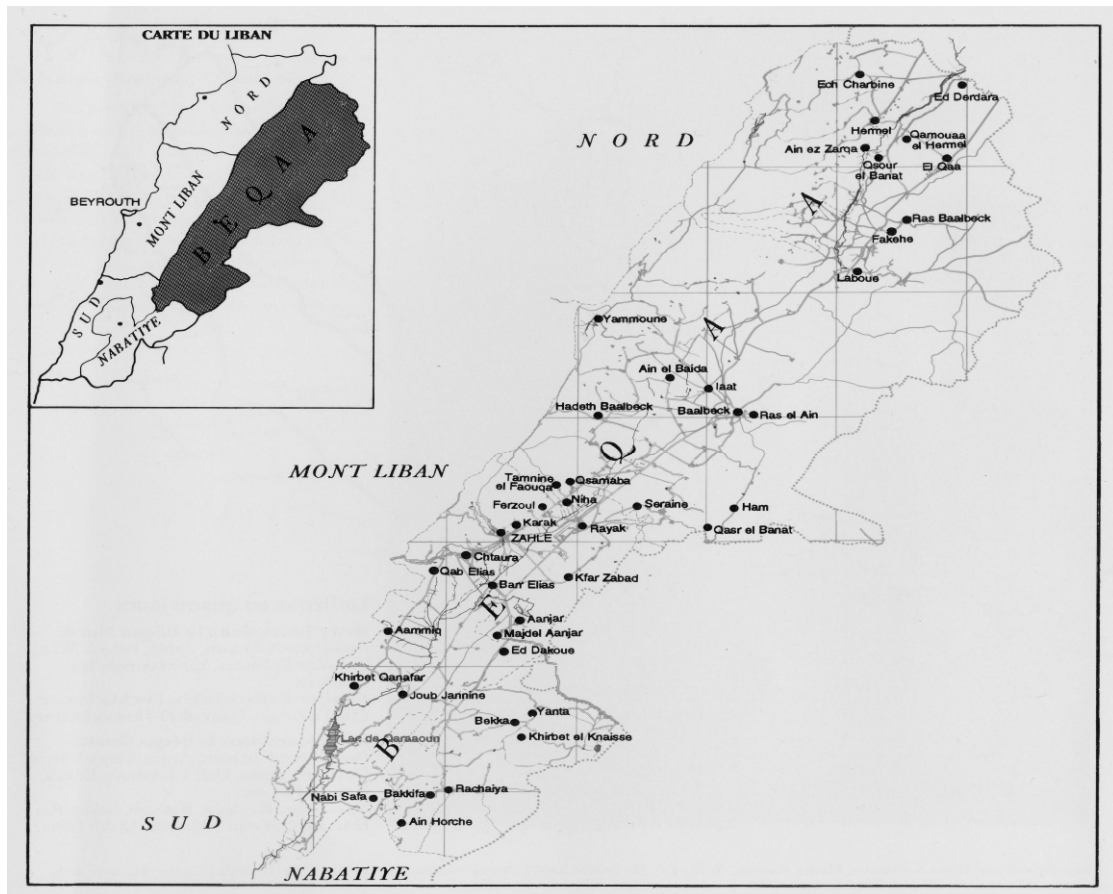 CARTE DU LIBAN
NORD
BEYROUTH
MONT LIBAN
BEQAA
SUD
NABATIYE
NORD
Ech Charbine
Ed Derdara
Hermel
Qamouaa
el Hermel
Ain ez Zarqa
Qsour
el Banat
El Qaa
Ras Baalbeck
Fakehe
Laboue
Yammoune
Ain el Baida
Iaat
Hadeth Baalbeck
Baalbeck
Ras el Ain
MONT LIBAN
BEQAA
Tamnine
el Faouqa
Qsamaba
Niha
Ferzoul
Seraine
Ham
Karak
Rayak
Qasr el Banat
ZAHLE
Chtaura
Qab Elias
Kfar Zabad
Barr Elias
Aanjar
Aammiq
Majdel Aanjar
Ed Dakoue
Khirbet Qanafar
Joub Jannine
Yanta
Bekka
Khirbet el Knaisse
Lac de Qaraaoun
Rachaiya
Nabi Safa
Bakkifa
Ain Horche
SUD
NABATIYE